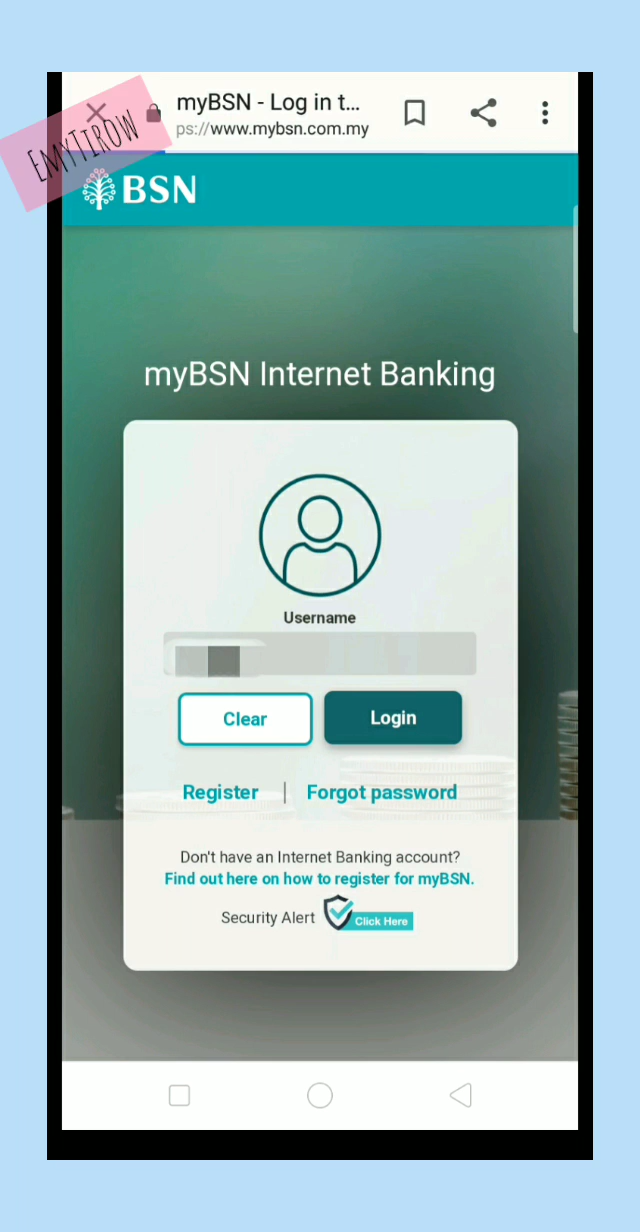 myBSN - Log in t...
ps://www.mybsn.com.my
EMYTIROW
BSN
myBSN Internet Banking
Username
Clear
Login
Register | Forgot password
Don't have an Internet Banking account?
Find out here on how to register for myBSN.
Security Alert Click Here